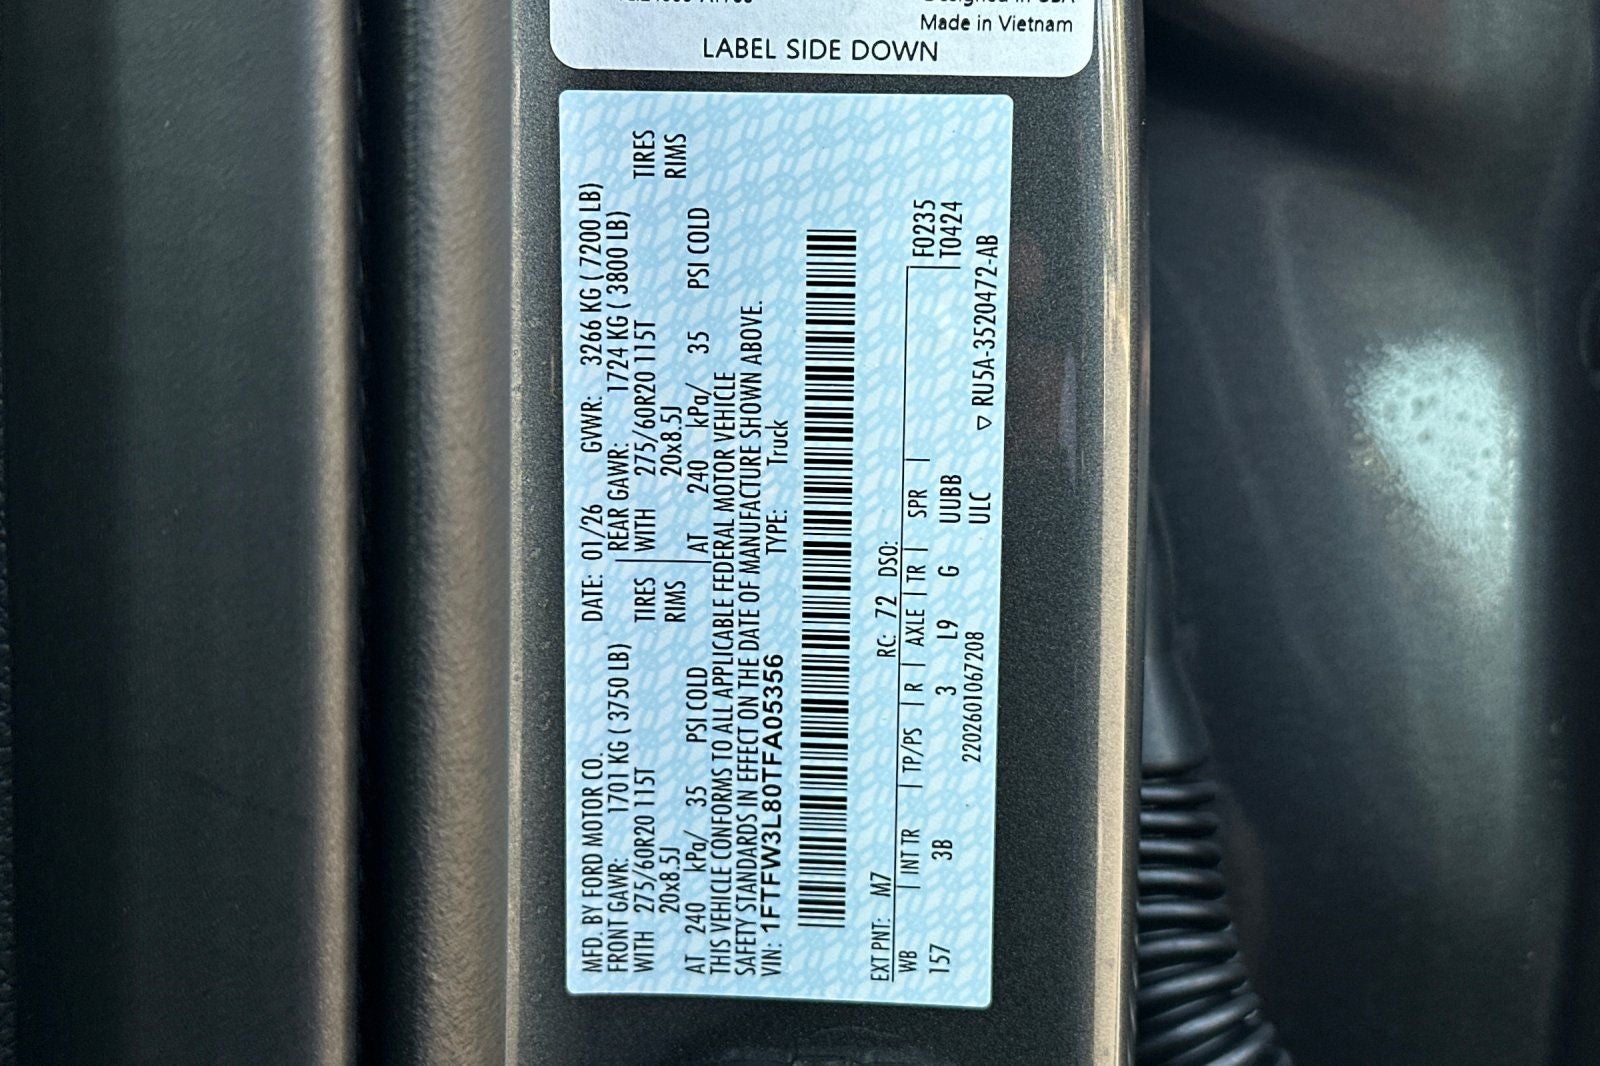 Made in Vietnam
LABEL SIDE DOWN
MFD. BY FORD MOTOR CO. DATE: 01/26 GVWR: 3266 KG ( 7200 LB)
FRONT GAWR: 1701 KG ( 3750 LB) REAR GAWR: 1724 KG ( 3800 LB)
WITH 275/60R20 115T TIRES WITH 275/60R20 115T TIRES
20x8.5J RIMS 20x8.5J RIMS
AT 240 kPa/ 35 PSI COLD AT 240 kPa/ 35 PSI COLD
THIS VEHICLE CONFORMS TO ALL APPLICABLE FEDERAL MOTOR VEHICLE
SAFETY STANDARDS IN EFFECT ON THE DATE OF MANUFACTURE SHOWN ABOVE.
VIN: 1FTFW3L80TFA05356 TYPE: Truck
EXT PNT: M7 RC: 72 DSO: F0235
WB | INT TR | TP/PS | R | AXLE | TR | SPR | T0424
157 3B 3 L9 G UUBB
220260106​7208 ULC ▽ RU5A-3520472-AB